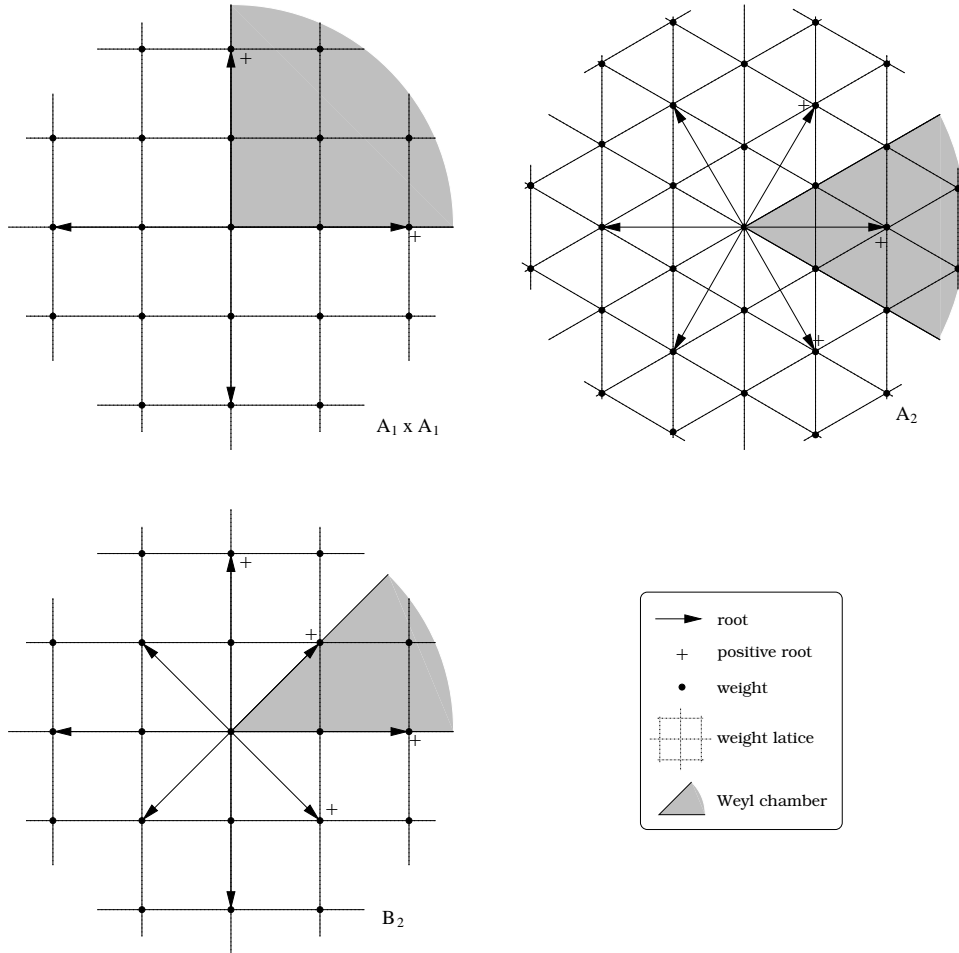 A₁ x A₁
A₂
B₂
root
+ positive root
weight
weight latice
Weyl chamber